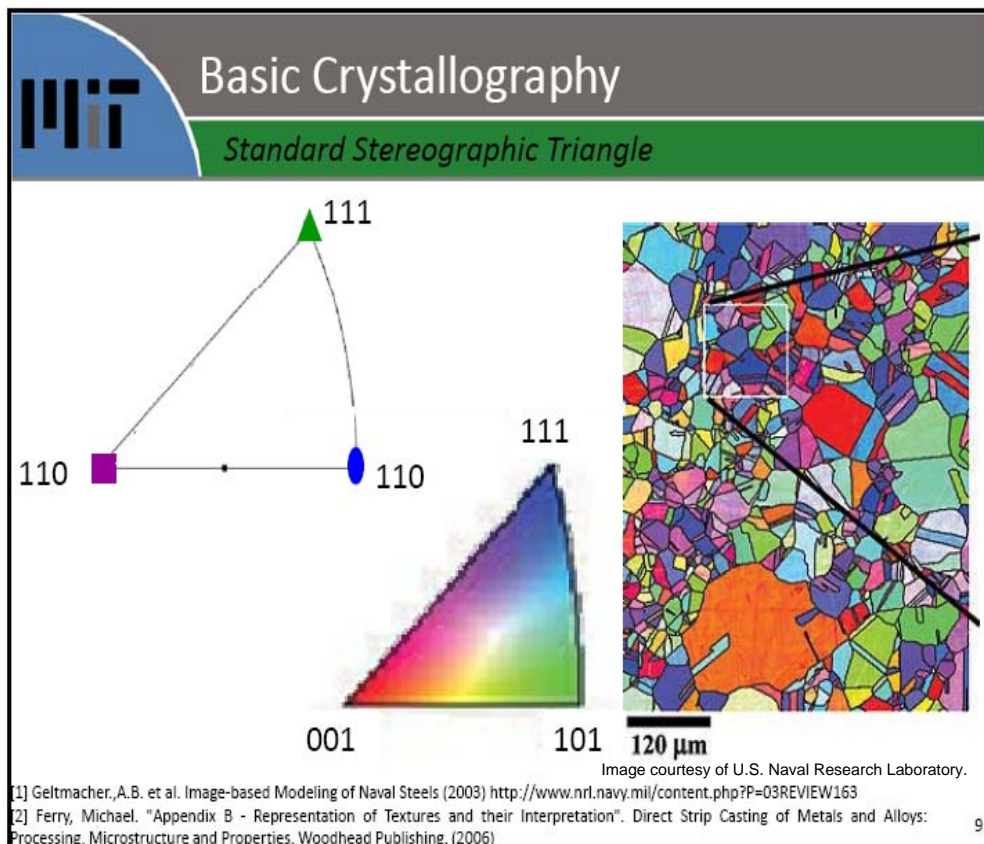 MIT
Basic Crystallography
Standard Stereographic Triangle
111
110
110
111
001
101
120 μm
Image courtesy of U.S. Naval Research Laboratory.
[1] Geltmacher.,A.B. et al. Image-based Modeling of Naval Steels (2003) http://www.nrl.navy.mil/content.php?P=03REVIEW163
[2] Ferry, Michael. "Appendix B - Representation of Textures and their Interpretation". Direct Strip Casting of Metals and Alloys:
Processing, Microstructure and Properties, Woodhead Publishing, (2006)
9